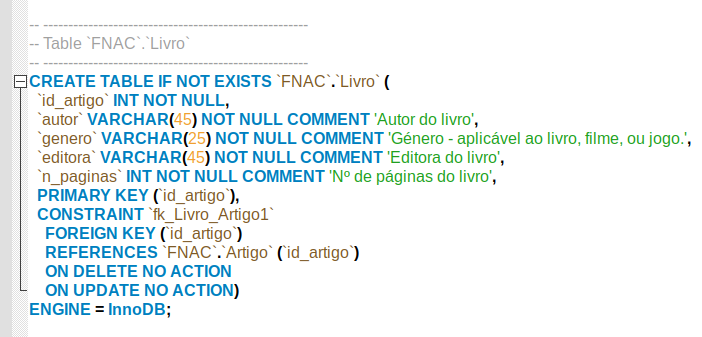 -- -----------------------------------------------------
-- Table `FNAC`.`Livro`
-- -----------------------------------------------------
CREATE TABLE IF NOT EXISTS `FNAC`.`Livro` (
  `id_artigo` INT NOT NULL,
  `autor` VARCHAR(45) NOT NULL COMMENT 'Autor do livro',
  `genero` VARCHAR(25) NOT NULL COMMENT 'Género - aplicável ao livro, filme, ou jogo.',
  `editora` VARCHAR(45) NOT NULL COMMENT 'Editora do livro',
  `n_paginas` INT NOT NULL COMMENT 'Nº de páginas do livro',
  PRIMARY KEY (`id_artigo`),
  CONSTRAINT `fk_Livro_Artigo1`
    FOREIGN KEY (`id_artigo`)
    REFERENCES `FNAC`.`Artigo` (`id_artigo`)
    ON DELETE NO ACTION
    ON UPDATE NO ACTION)
ENGINE = InnoDB;